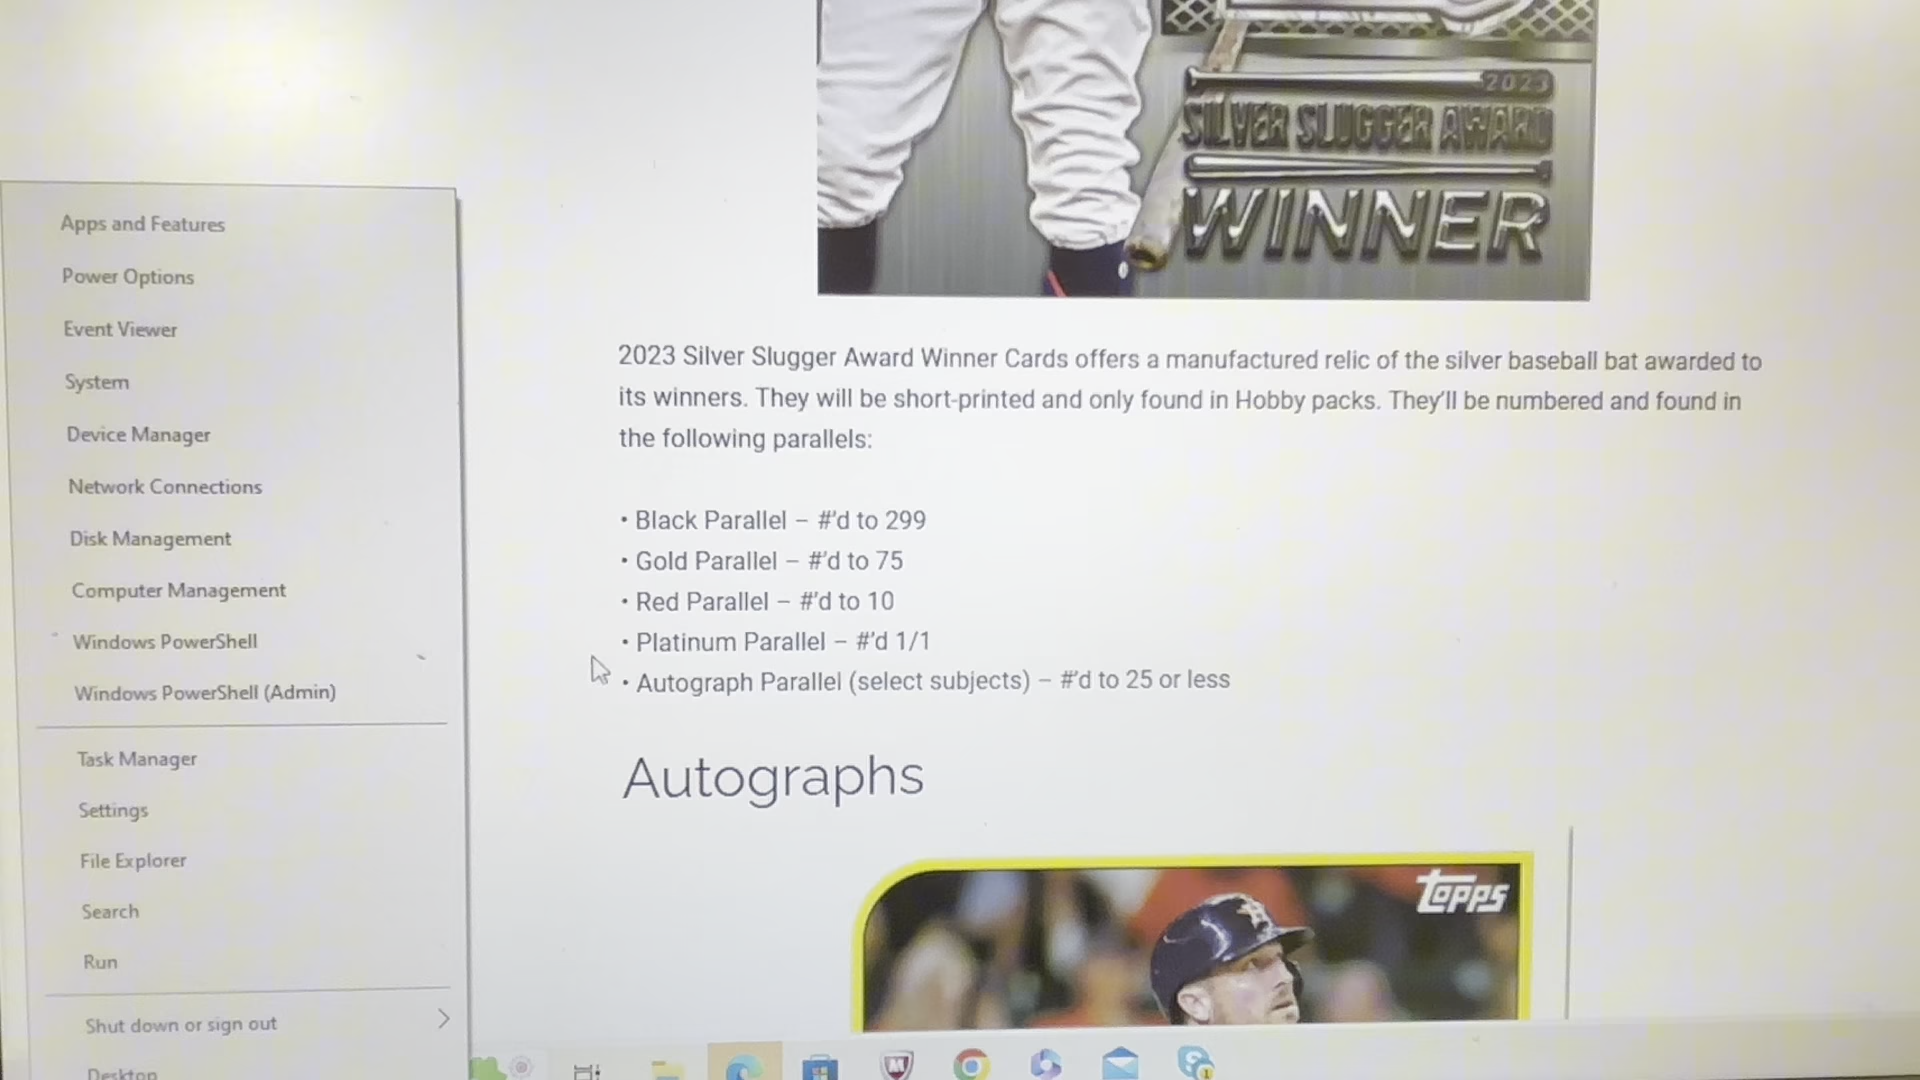 2023
SILVER SLUGGER AWARD
WINNER
Apps and Features
Power Options
Event Viewer
System
Device Manager
Network Connections
Disk Management
Computer Management
Windows PowerShell
Windows PowerShell (Admin)
Task Manager
Settings
File Explorer
Search
Run
Shut down or sign out
Desktop
2023 Silver Slugger Award Winner Cards offers a manufactured relic of the silver baseball bat awarded to
its winners. They will be short-printed and only found in Hobby packs. They'll be numbered and found in
the following parallels:
• Black Parallel – #'d to 299
• Gold Parallel – #'d to 75
• Red Parallel – #'d to 10
• Platinum Parallel – #'d 1/1
• Autograph Parallel (select subjects) – #'d to 25 or less
Autographs
topps